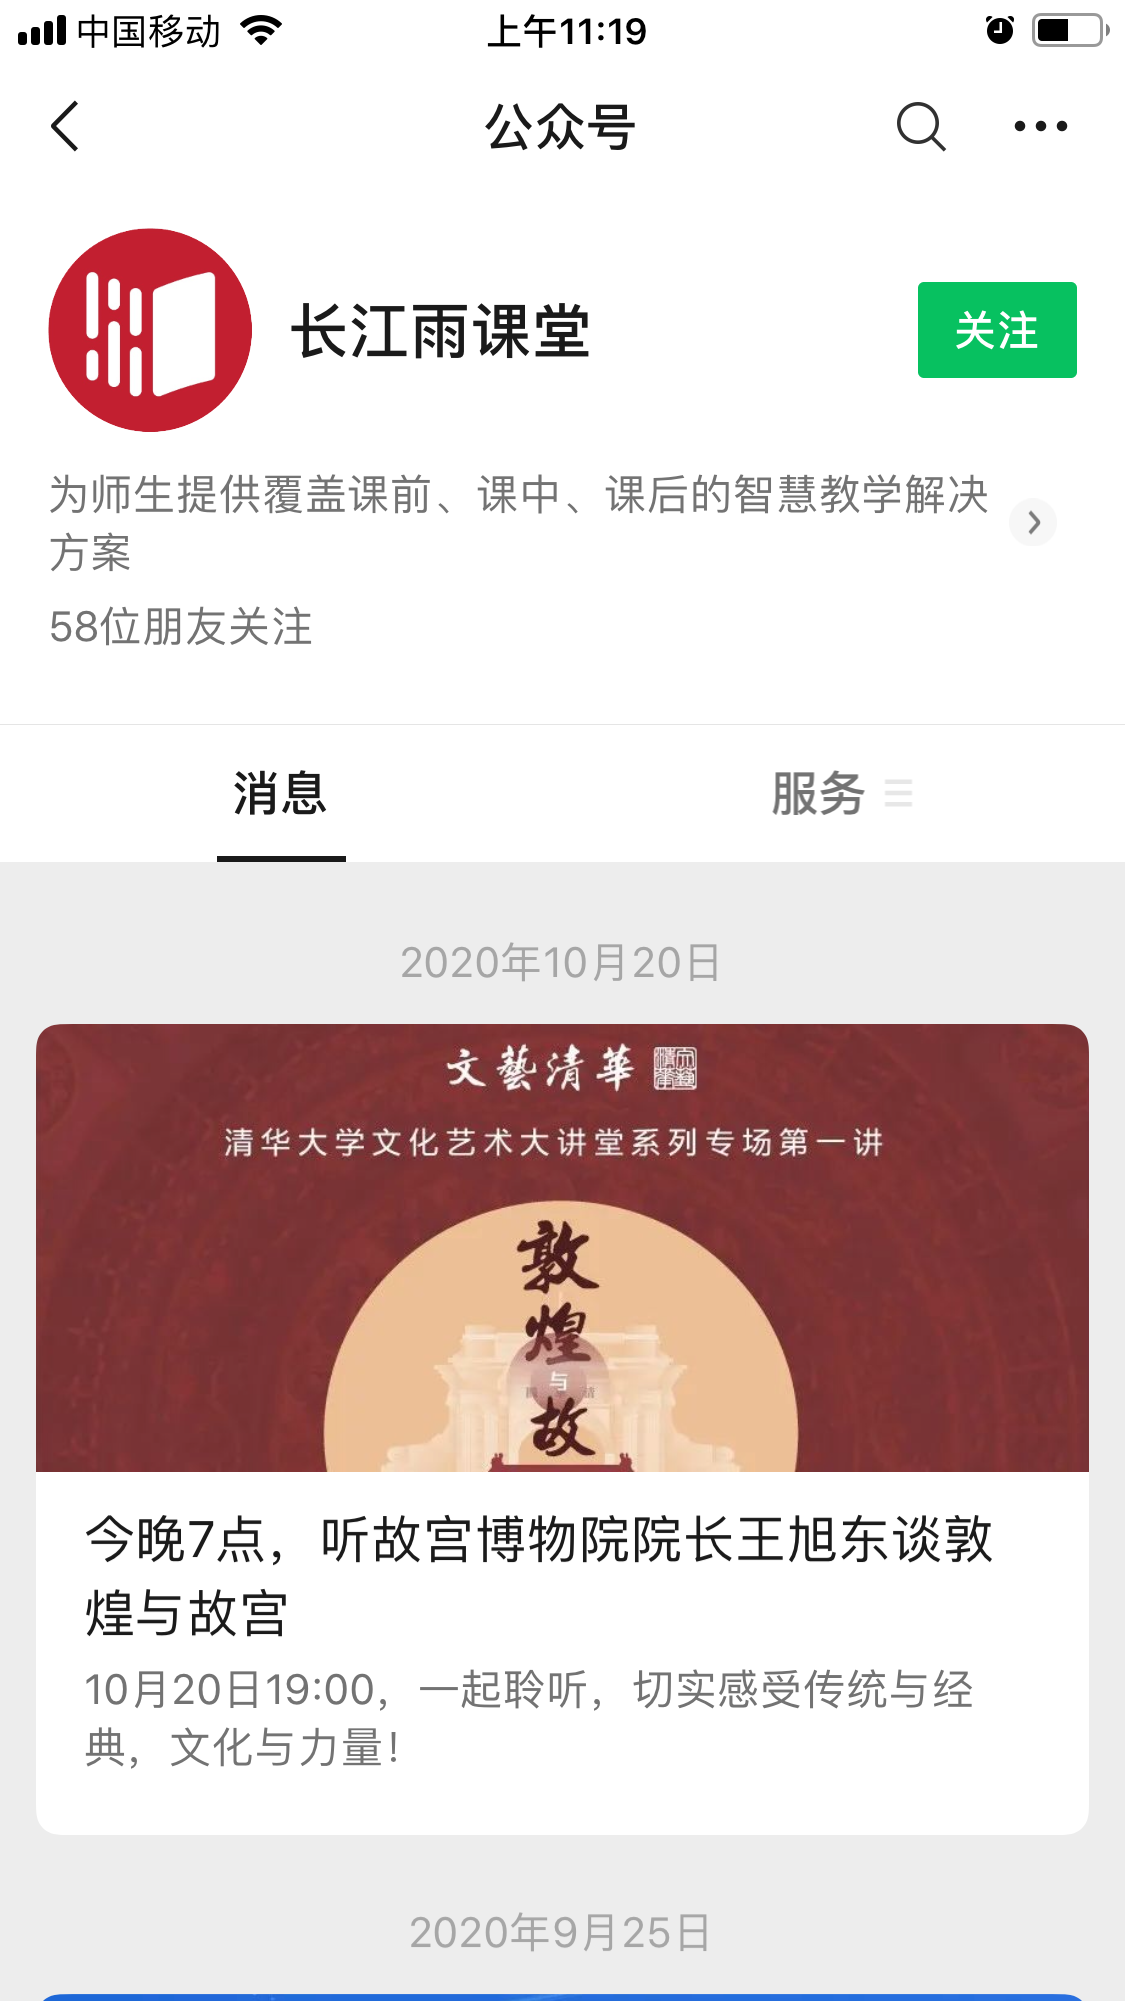 中国移动
上午11:19
公众号
长江雨课堂
关注
为师生提供覆盖课前、课中、课后的智慧教学解决
方案
58位朋友关注
消息
服务
2020年10月20日
文藝清華
清华大学文化艺术大讲堂系列专场第一讲
敦
煌
与
故
今晚7点，听故宫博物院院长王旭东谈敦
煌与故宫
10月20日19:00，一起聆听，切实感受传统与经
典，文化与力量！
2020年9月25日